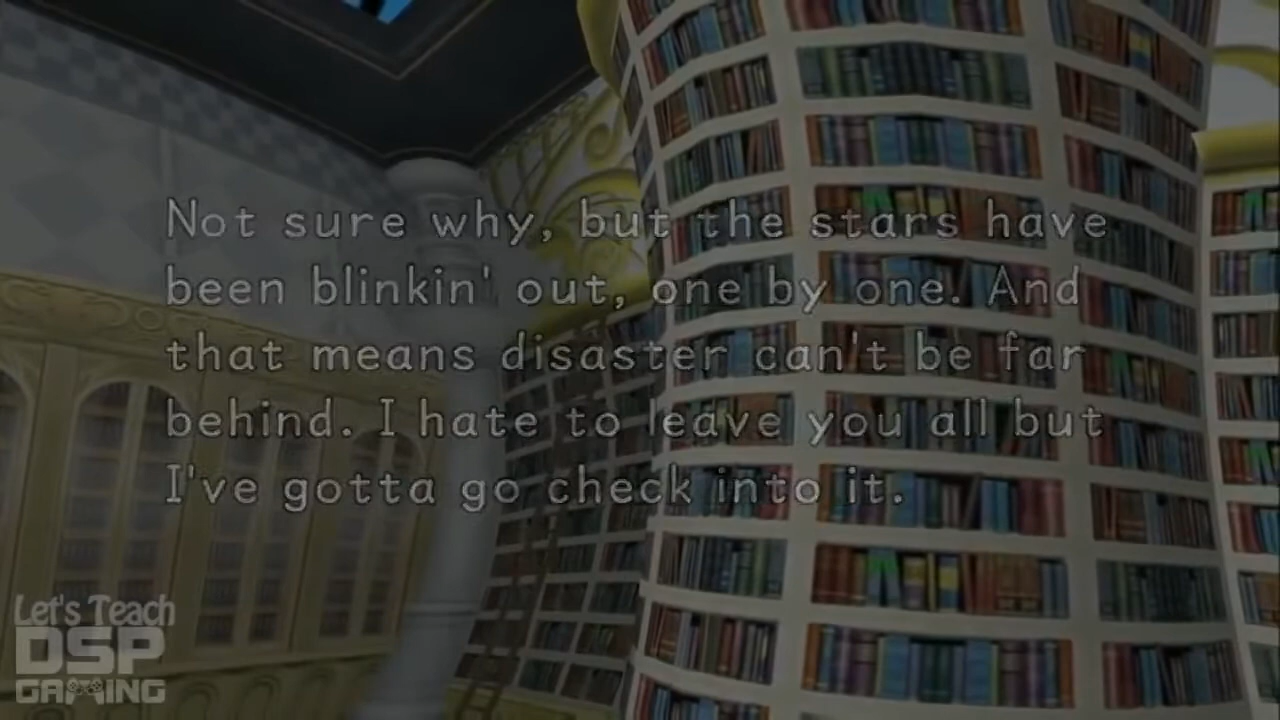 Not sure why, but the stars have
been blinkin' out, one by one. And
that means disaster can't be far
behind. I hate to leave you all but
I've gotta go check into it.
Let's Teach
DSP
GAMING